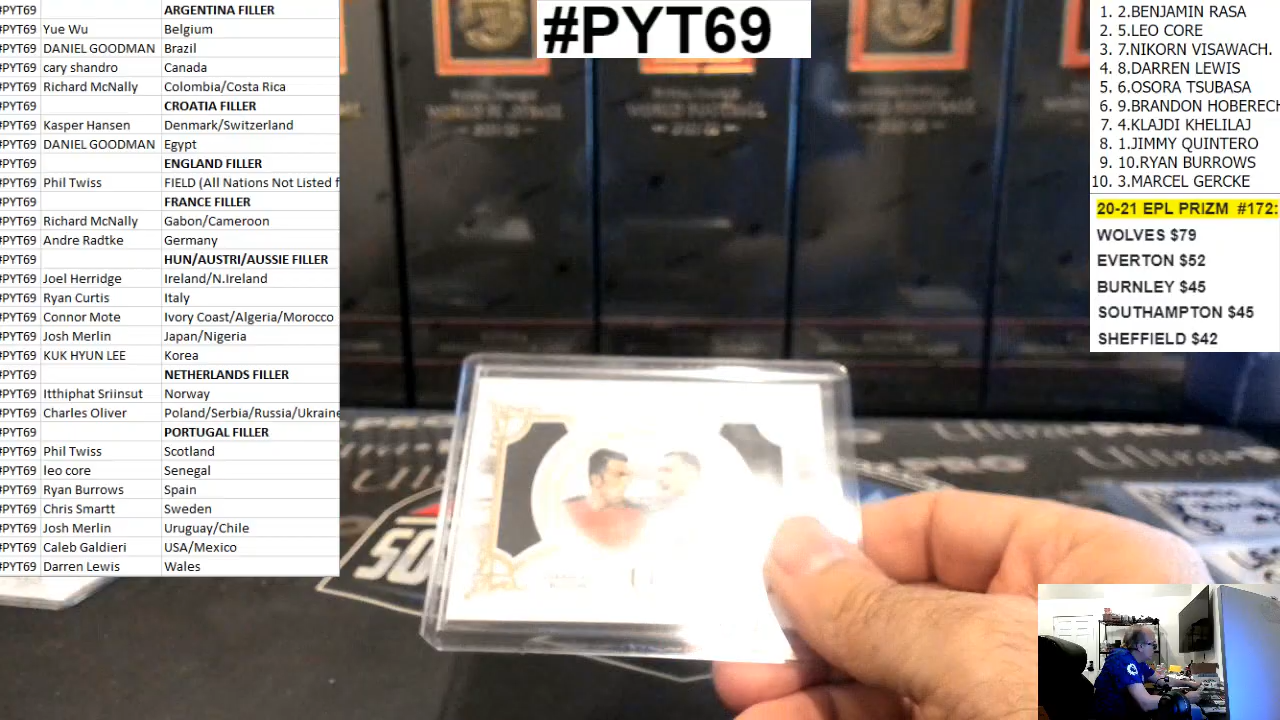 #PYT69 ARGENTINA FILLER
#PYT69 Yue Wu Belgium
#PYT69 DANIEL GOODMAN Brazil
#PYT69 cary shandro Canada
#PYT69 Richard McNally Colombia/Costa Rica
#PYT69 CROATIA FILLER
#PYT69 Kasper Hansen Denmark/Switzerland
#PYT69 DANIEL GOODMAN Egypt
#PYT69 ENGLAND FILLER
#PYT69 Phil Twiss FIELD (All Nations Not Listed f
#PYT69 FRANCE FILLER
#PYT69 Richard McNally Gabon/Cameroon
#PYT69 Andre Radtke Germany
#PYT69 HUN/AUSTRI/AUSSIE FILLER
#PYT69 Joel Herridge Ireland/N.Ireland
#PYT69 Ryan Curtis Italy
#PYT69 Connor Mote Ivory Coast/Algeria/Morocco
#PYT69 Josh Merlin Japan/Nigeria
#PYT69 KUK HYUN LEE Korea
#PYT69 NETHERLANDS FILLER
#PYT69 Itthiphat Sriinsut Norway
#PYT69 Charles Oliver Poland/Serbia/Russia/Ukraine
#PYT69 PORTUGAL FILLER
#PYT69 Phil Twiss Scotland
#PYT69 leo core Senegal
#PYT69 Ryan Burrows Spain
#PYT69 Chris Smartt Sweden
#PYT69 Josh Merlin Uruguay/Chile
#PYT69 Caleb Galdieri USA/Mexico
#PYT69 Darren Lewis Wales
#PYT69
1. 2.BENJAMIN RASA
2. 5.LEO CORE
3. 7.NIKORN VISAWACH.
4. 8.DARREN LEWIS
5. 6.OSORA TSUBASA
6. 9.BRANDON HOBERECH
7. 4.KLAJDI KHELILAJ
8. 1.JIMMY QUINTERO
9. 10.RYAN BURROWS
10. 3.MARCEL GERCKE
20-21 EPL PRIZM #172:
WOLVES $79
EVERTON $52
BURNLEY $45
SOUTHAMPTON $45
SHEFFIELD $42
WORLD FOOTBALL